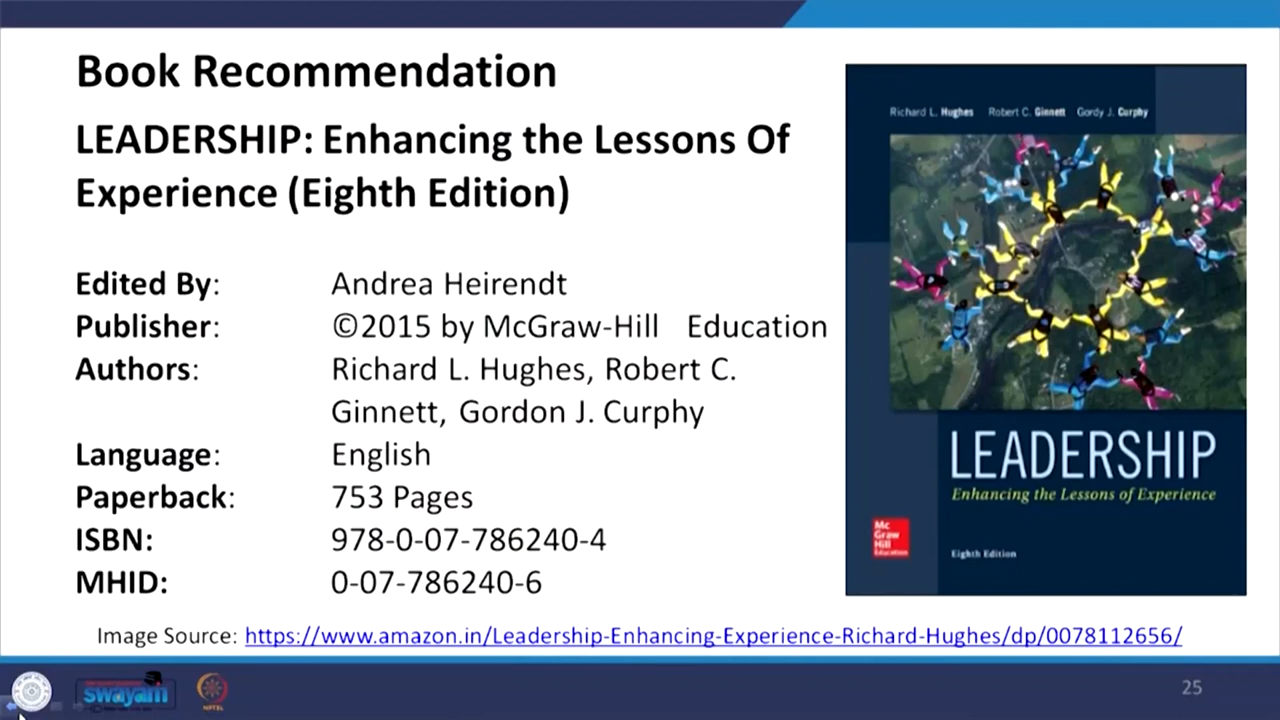 Book Recommendation
LEADERSHIP: Enhancing the Lessons Of
Experience (Eighth Edition)
Edited By: Andrea Heirendt
Publisher: ©2015 by McGraw-Hill Education
Authors: Richard L. Hughes, Robert C.
Ginnett, Gordon J. Curphy
Language: English
Paperback: 753 Pages
ISBN: 978-0-07-786240-4
MHID: 0-07-786240-6
Image Source: https://www.amazon.in/Leadership-Enhancing-Experience-Richard-Hughes/dp/0078112656/
Richard L. Hughes Robert C. Ginnett Gordy J. Curphy
LEADERSHIP
Enhancing the Lessons of Experience
Mc
Graw
Hill
Education
Eighth Edition
swayam
NPTEL
25